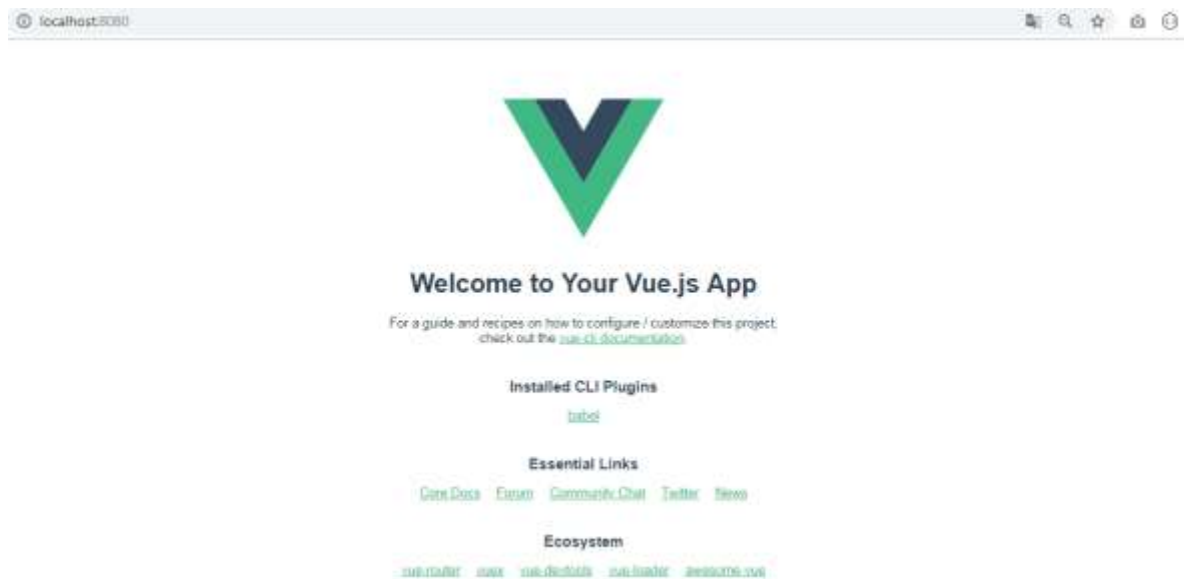 localhost:8080
Welcome to Your Vue.js App
For a guide and recipes on how to configure / customize this project,
check out the vue-cli documentation.
Installed CLI Plugins
babel
Essential Links
Core Docs Forum Community Chat Twitter News
Ecosystem
vue-router vuex vue-devtools vue-loader awesome-vue